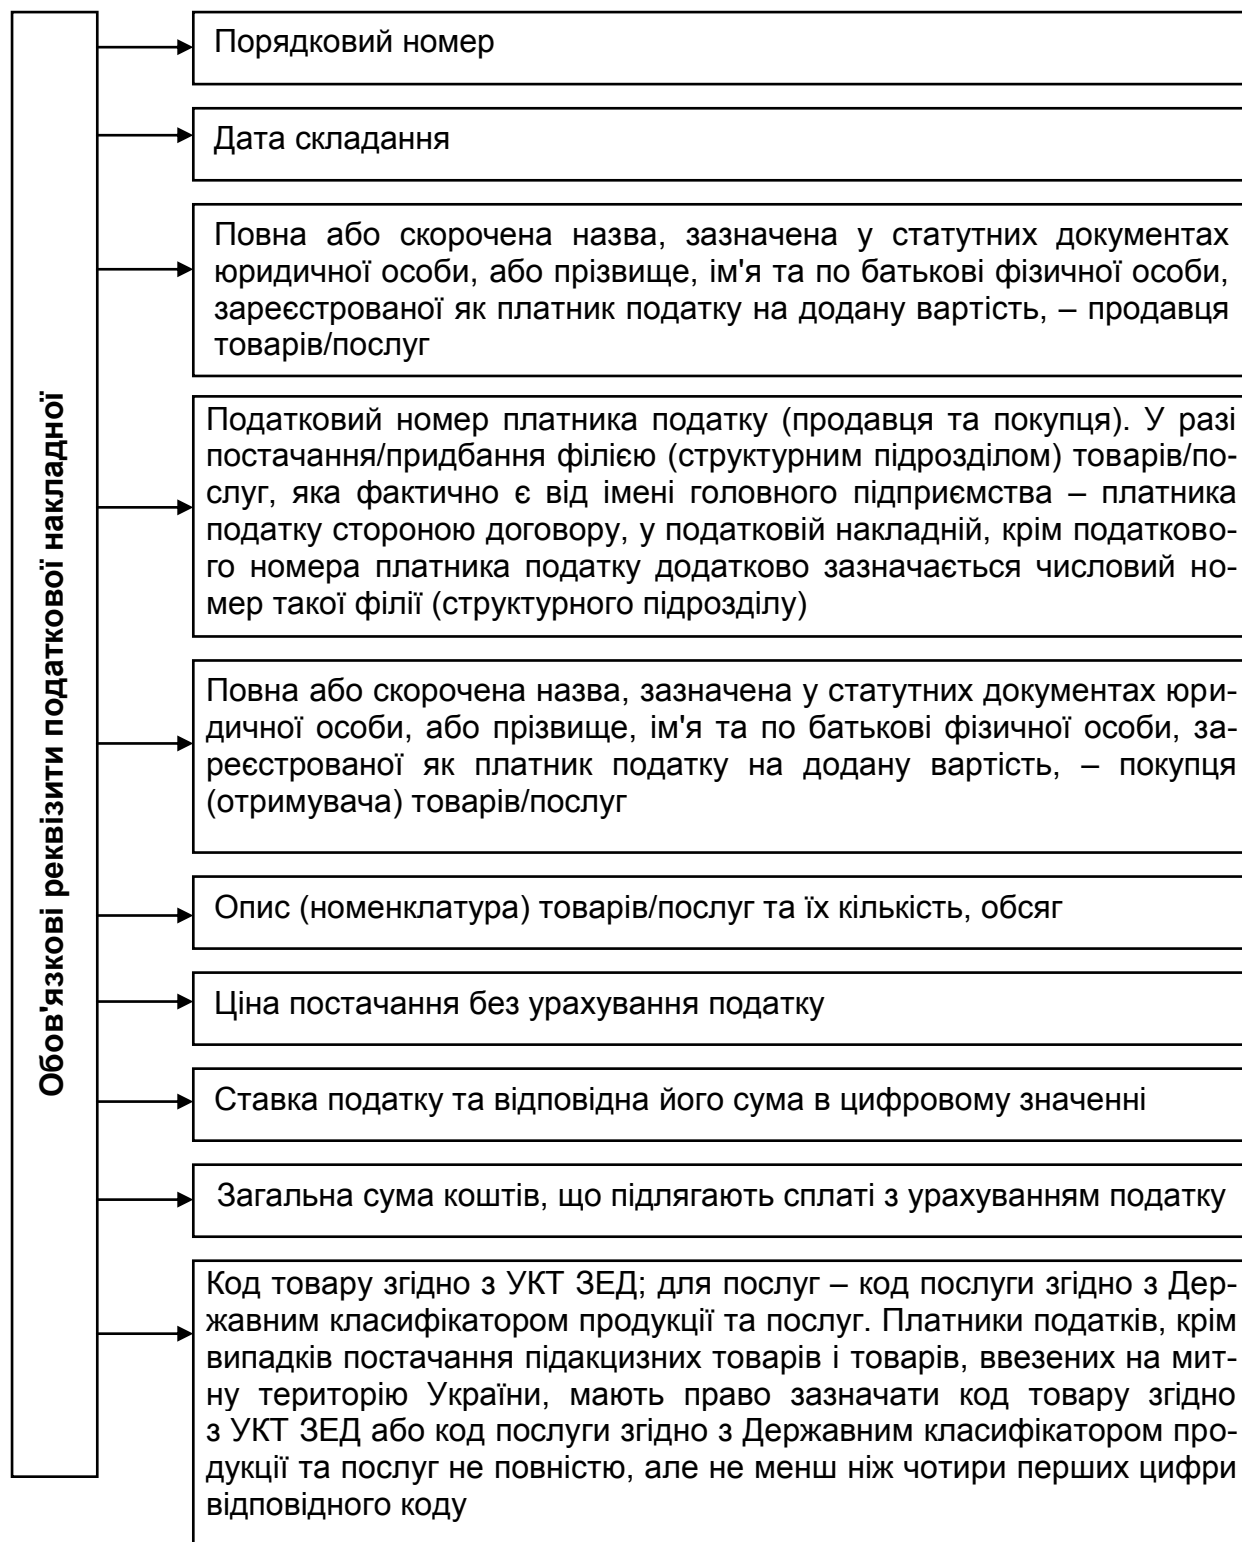 Обов'язкові реквізити податкової накладної
Порядковий номер
Дата складання
Повна або скорочена назва, зазначена у статутних документах
юридичної особи, або прізвище, ім'я та по батькові фізичної особи,
зареєстрованої як платник податку на додану вартість, – продавця
товарів/послуг
Податковий номер платника податку (продавця та покупця). У разі
постачання/придбання філією (структурним підрозділом) товарів/по-
слуг, яка фактично є від імені головного підприємства – платника
податку стороною договору, у податковій накладній, крім податково-
го номера платника податку додатково зазначається числовий но-
мер такої філії (структурного підрозділу)
Повна або скорочена назва, зазначена у статутних документах юри-
дичної особи, або прізвище, ім'я та по батькові фізичної особи, за-
реєстрованої як платник податку на додану вартість, – покупця
(отримувача) товарів/послуг
Опис (номенклатура) товарів/послуг та їх кількість, обсяг
Ціна постачання без урахування податку
Ставка податку та відповідна його сума в цифровому значенні
Загальна сума коштів, що підлягають сплаті з урахуванням податку
Код товару згідно з УКТ ЗЕД; для послуг – код послуги згідно з Дер-
жавним класифікатором продукції та послуг. Платники податків, крім
випадків постачання підакцизних товарів і товарів, ввезених на мит-
ну територію України, мають право зазначати код товару згідно
з УКТ ЗЕД або код послуги згідно з Державним класифікатором про-
дукції та послуг не повністю, але не менш ніж чотири перших цифри
відповідного коду